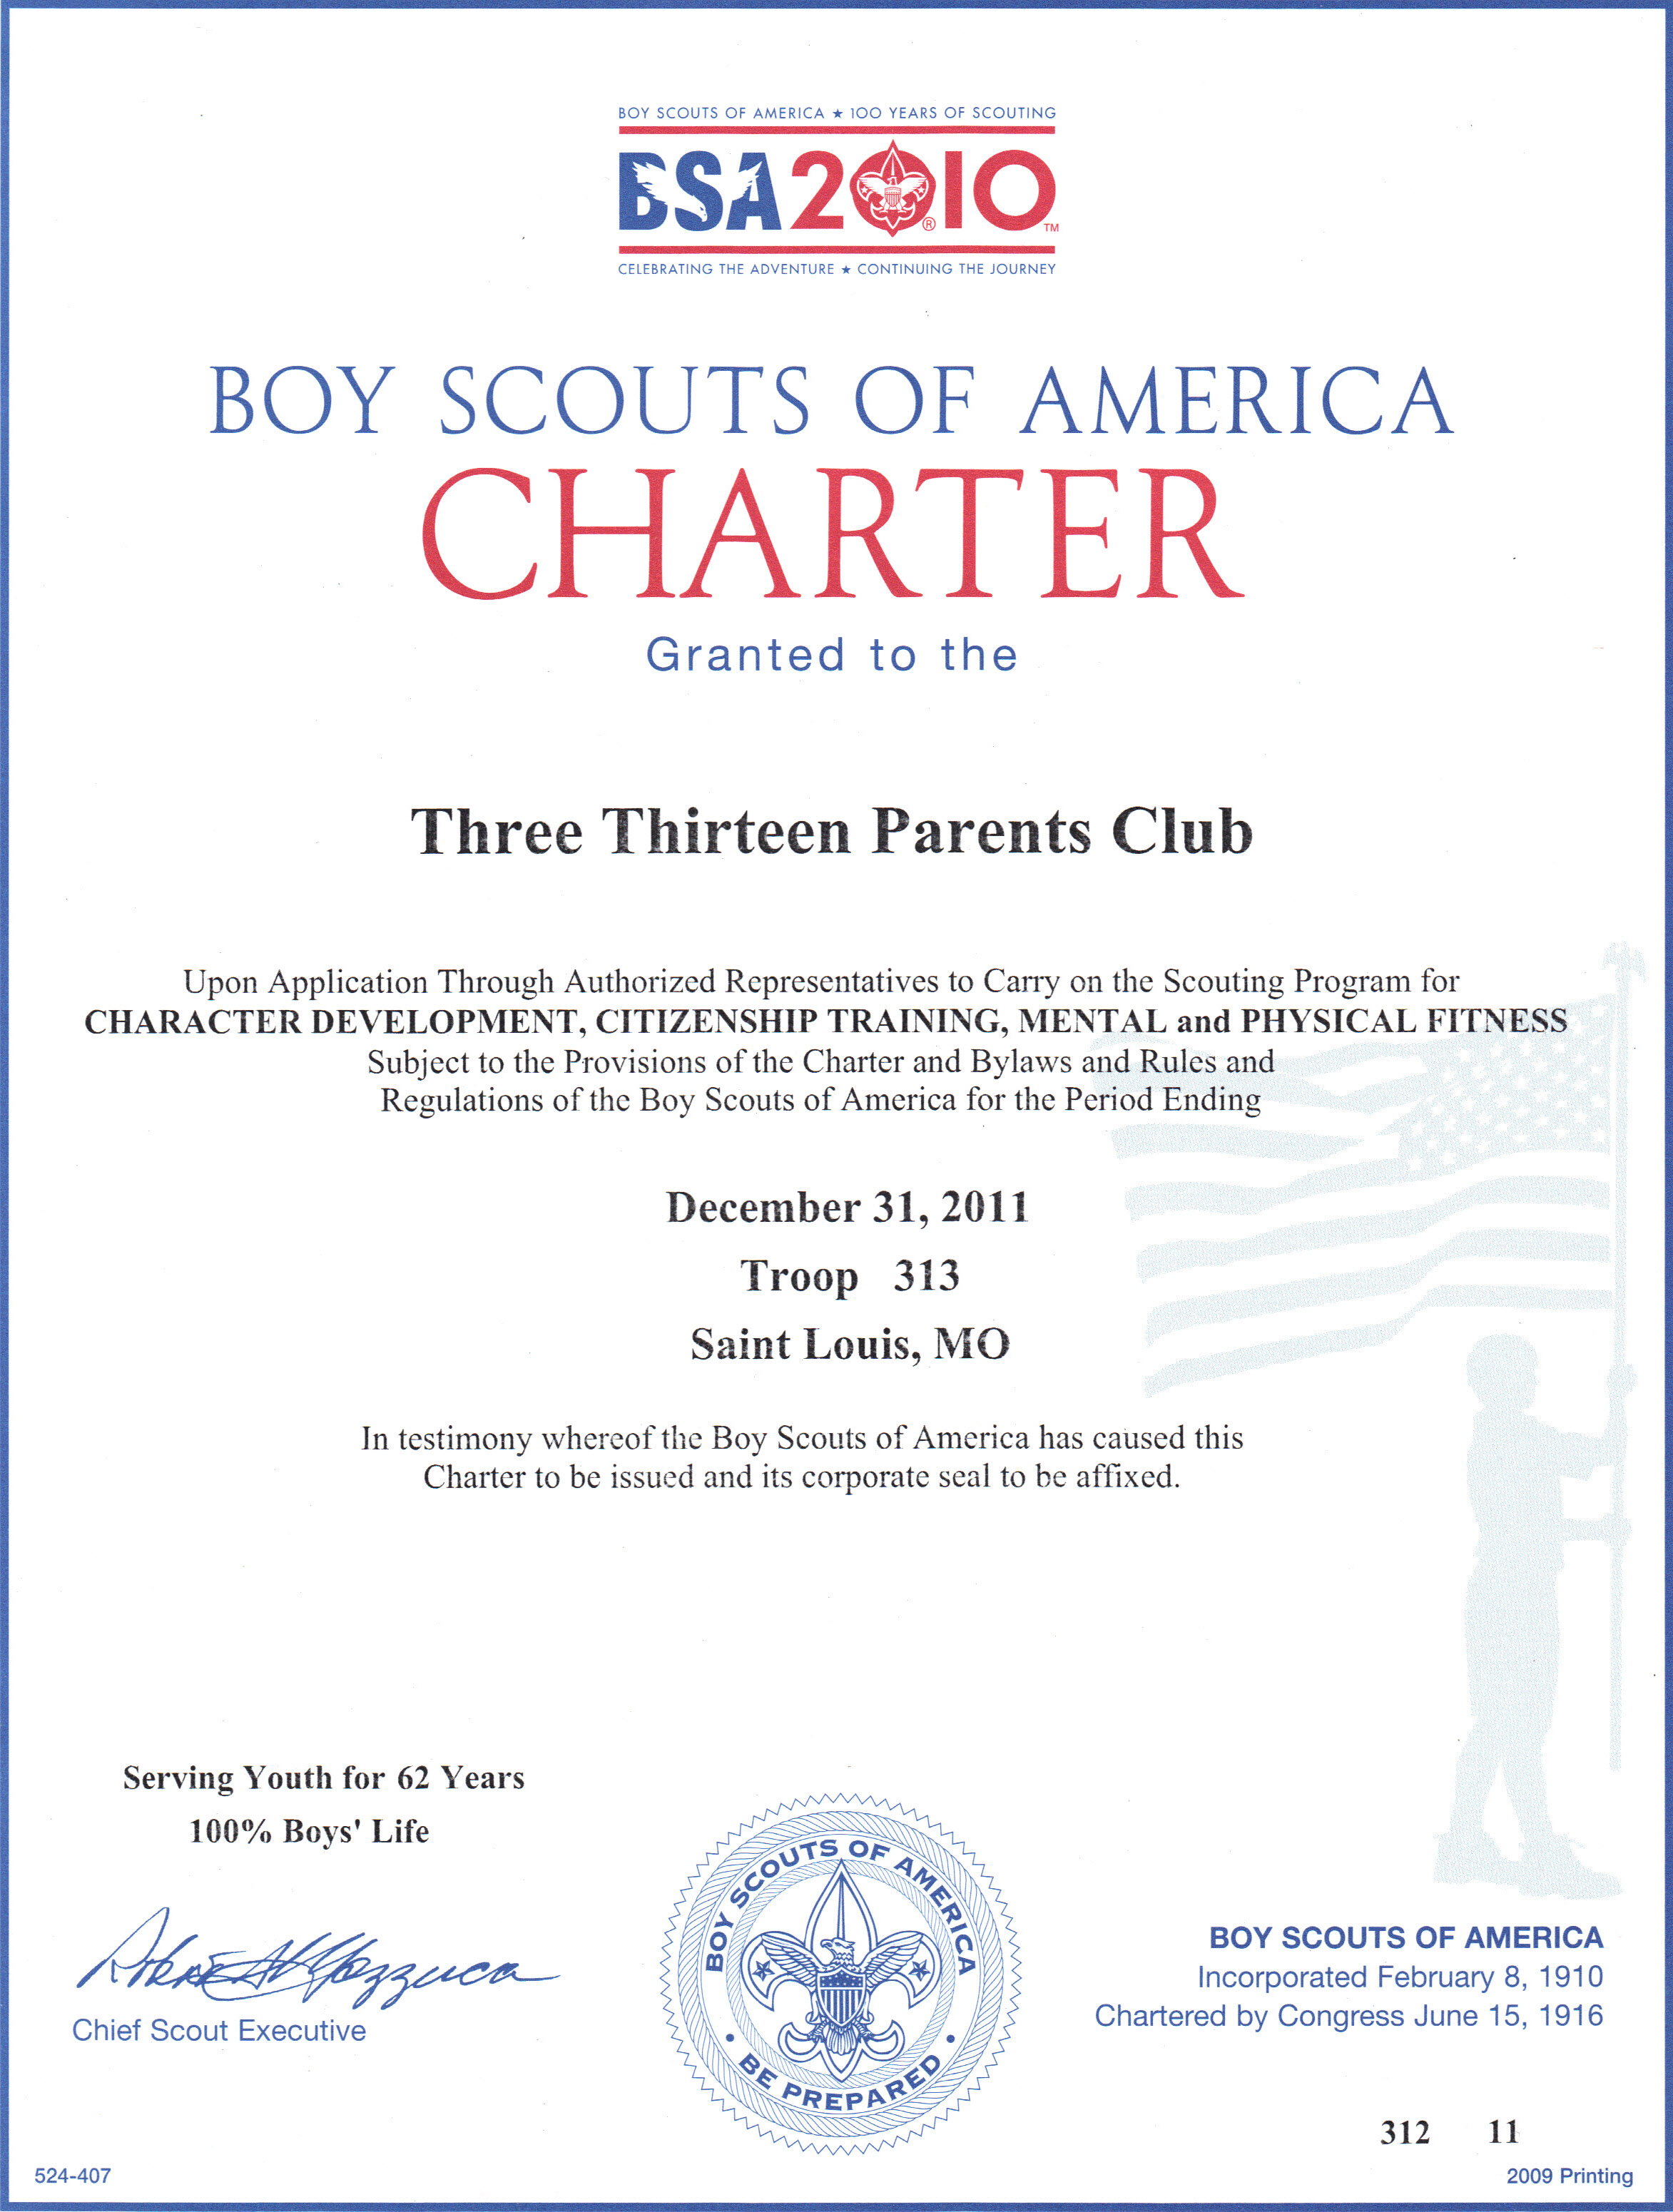 BOY SCOUTS OF AMERICA ★ 100 YEARS OF SCOUTING
BSA2010® ™
CELEBRATING THE ADVENTURE ★ CONTINUING THE JOURNEY
BOY SCOUTS OF AMERICA
CHARTER
Granted to the
Three Thirteen Parents Club
Upon Application Through Authorized Representatives to Carry on the Scouting Program for
CHARACTER DEVELOPMENT, CITIZENSHIP TRAINING, MENTAL and PHYSICAL FITNESS
Subject to the Provisions of the Charter and Bylaws and Rules and
Regulations of the Boy Scouts of America for the Period Ending
December 31, 2011
Troop 313
Saint Louis, MO
In testimony whereof the Boy Scouts of America has caused this
Charter to be issued and its corporate seal to be affixed.
Serving Youth for 62 Years
100% Boys' Life
Robert J. Mazzuca
Chief Scout Executive
BOY SCOUTS OF AMERICA
• BE PREPARED •
BOY SCOUTS OF AMERICA
Incorporated February 8, 1910
Chartered by Congress June 15, 1916
312 11
524-407
2009 Printing